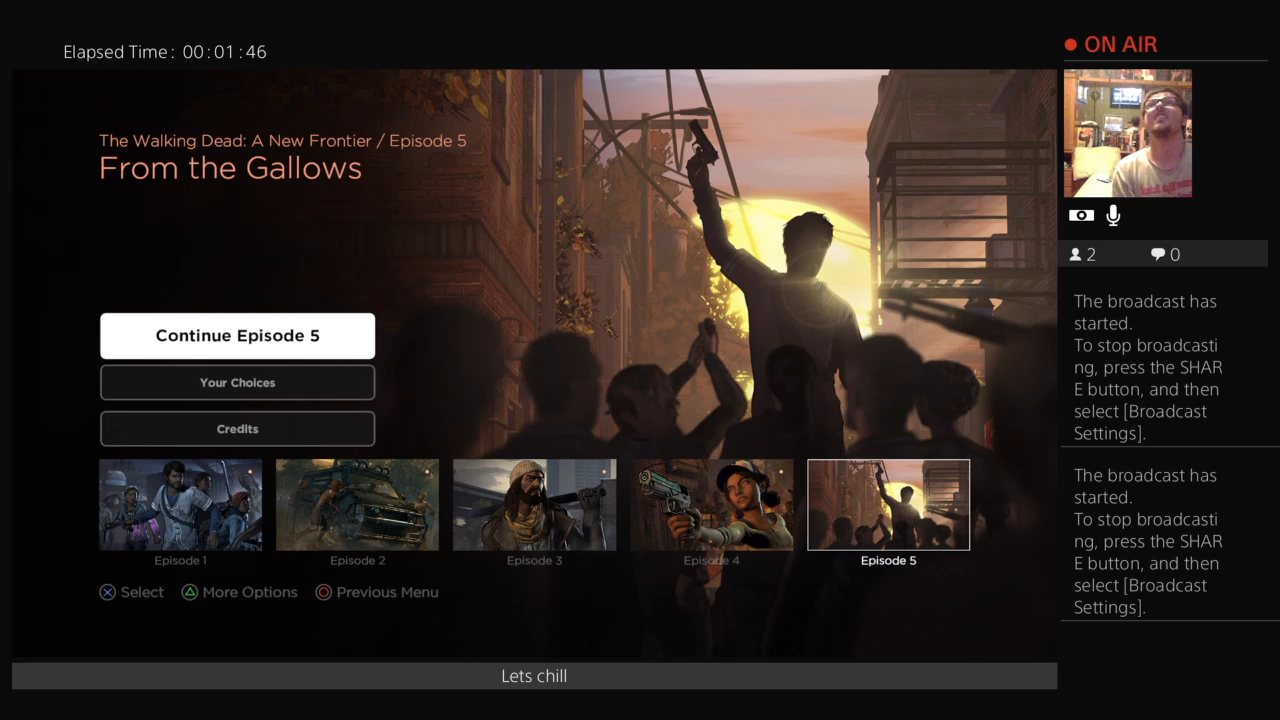 Elapsed Time: 00:01:46
ON AIR
The Walking Dead: A New Frontier / Episode 5
From the Gallows
Continue Episode 5
Your Choices
Credits
Episode 1
Episode 2
Episode 3
Episode 4
Episode 5
Select
More Options
Previous Menu
Lets chill
2
0
The broadcast has
started.
To stop broadcasti
ng, press the SHAR
E button, and then
select [Broadcast
Settings].
The broadcast has
started.
To stop broadcasti
ng, press the SHAR
E button, and then
select [Broadcast
Settings].